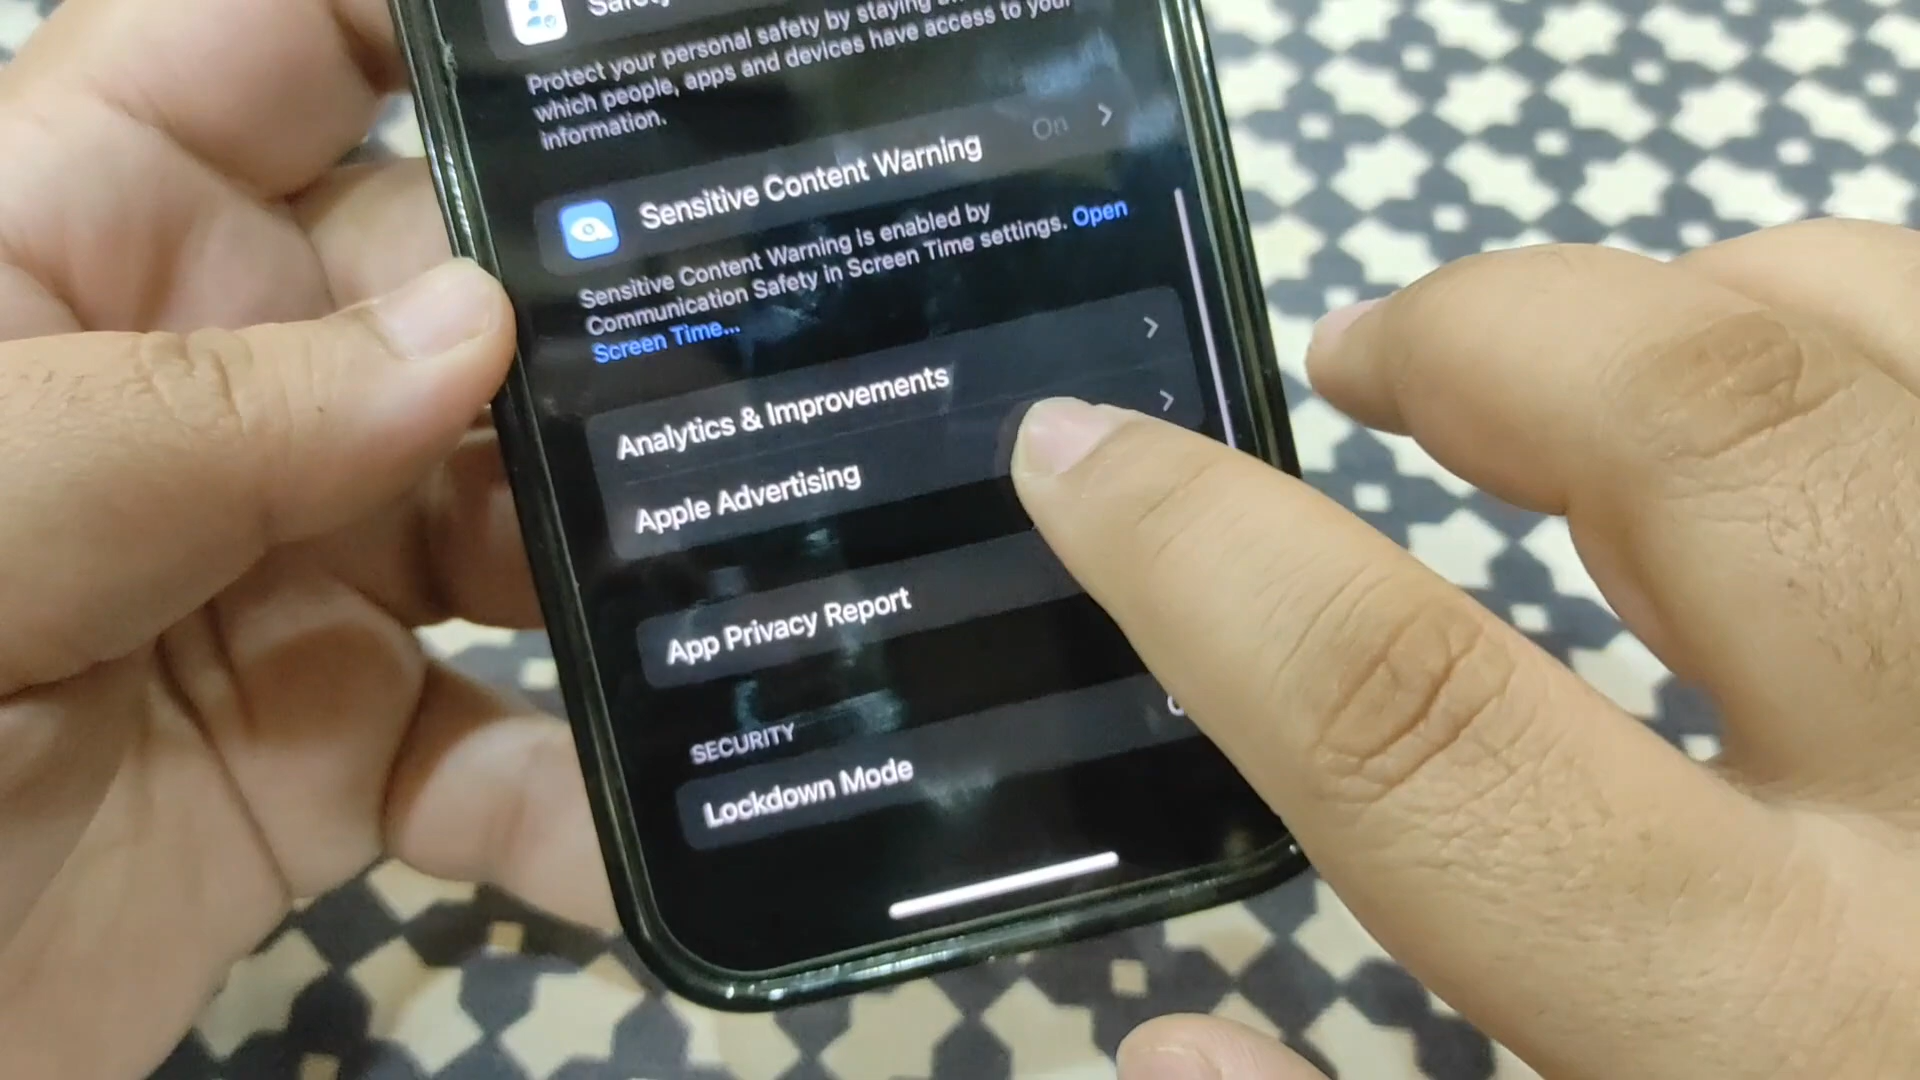 Safety
Protect your personal safety by staying
which people, apps and devices have access to your
information.
Sensitive Content Warning
On
Sensitive Content Warning is enabled by
Communication Safety in Screen Time settings. Open
Screen Time...
Analytics & Improvements
Apple Advertising
App Privacy Report
SECURITY
Lockdown Mode